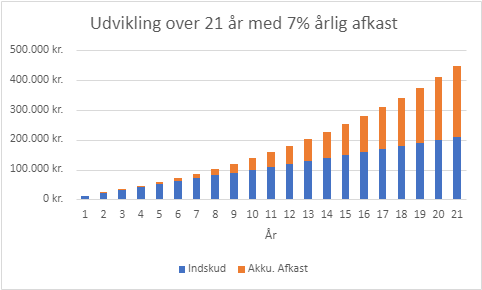 Udvikling over 21 år med 7% årlig afkast
500.000 kr.
400.000 kr.
300.000 kr.
200.000 kr.
100.000 kr.
0 kr.
1 2 3 4 5 6 7 8 9 10 11 12 13 14 15 16 17 18 19 20 21
År
Indskud Akku. Afkast